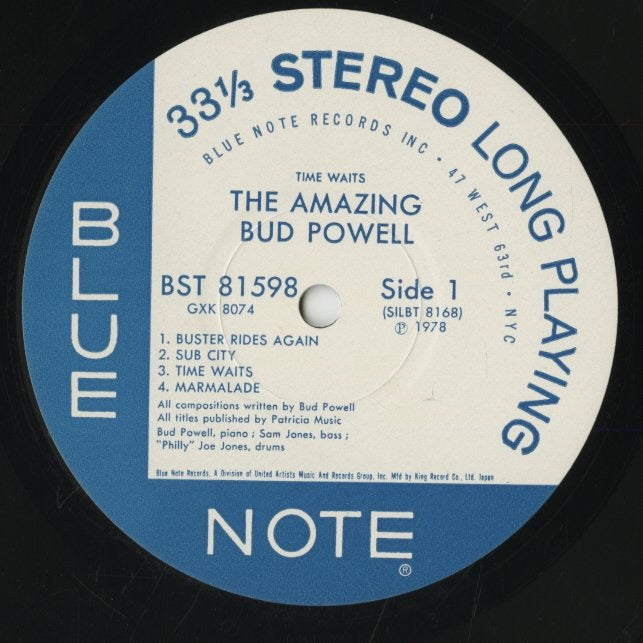 33⅓ STEREO LONG PLAYING
BLUE NOTE RECORDS INC • 47 WEST 63rd • NYC
TIME WAITS
THE AMAZING
BUD POWELL
BST 81598 Side 1
GXK 8074 (SILBT 8168)
Ⓟ 1978
1. BUSTER RIDES AGAIN
2. SUB CITY
3. TIME WAITS
4. MARMALADE
All compositions written by Bud Powell
All titles published by Patricia Music
Bud Powell, piano ; Sam Jones, bass ;
"Philly" Joe Jones, drums
Blue Note Records, A Division of United Artists Music And Records Group, Inc. Mfd by King Record Co., Ltd. Japan
BLUE
NOTE®